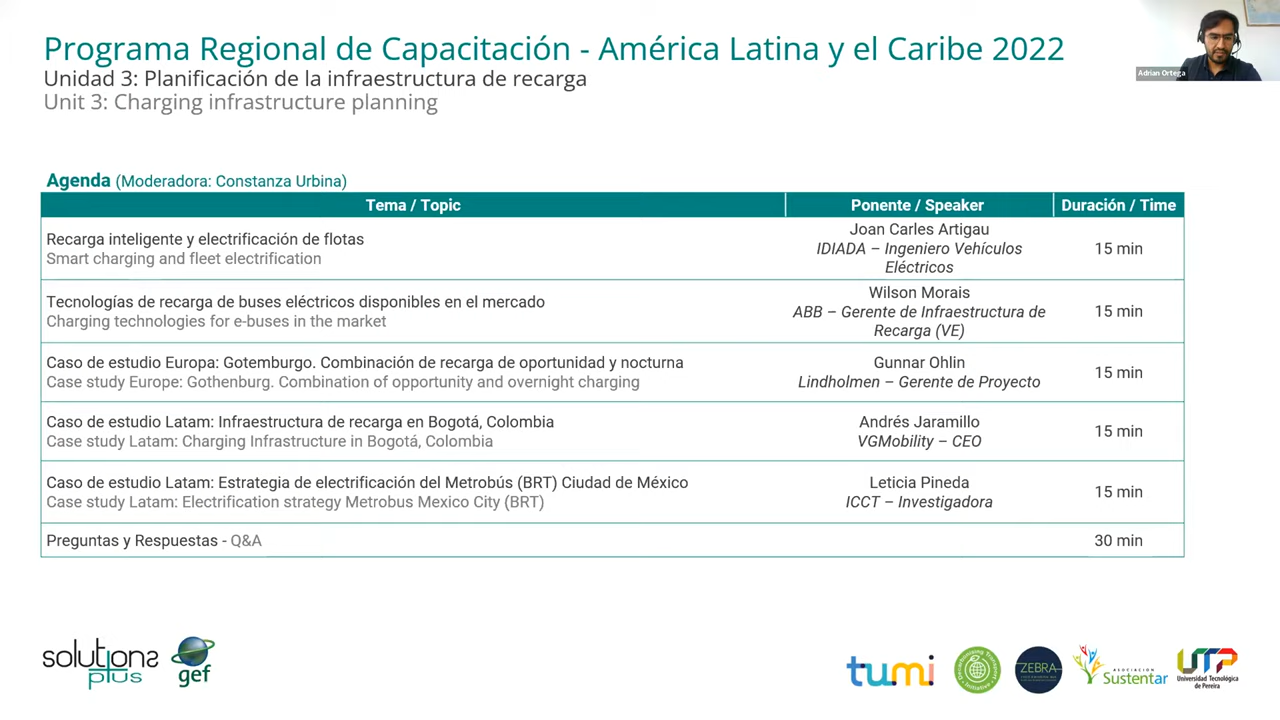 Programa Regional de Capacitación - América Latina y el Caribe 2022
Unidad 3: Planificación de la infraestructura de recarga
Unit 3: Charging infrastructure planning
Adrian Ortega
Agenda (Moderadora: Constanza Urbina)
Tema / Topic
Ponente / Speaker
Duración / Time
Recarga inteligente y electrificación de flotas
Smart charging and fleet electrification
Joan Carles Artigau
IDIADA – Ingeniero Vehículos
Eléctricos
15 min
Tecnologías de recarga de buses eléctricos disponibles en el mercado
Charging technologies for e-buses in the market
Wilson Morais
ABB – Gerente de Infraestructura de
Recarga (VE)
15 min
Caso de estudio Europa: Gotemburgo. Combinación de recarga de oportunidad y nocturna
Case study Europe: Gothenburg. Combination of opportunity and overnight charging
Gunnar Ohlin
Lindholmen – Gerente de Proyecto
15 min
Caso de estudio Latam: Infraestructura de recarga en Bogotá, Colombia
Case study Latam: Charging Infrastructure in Bogotá, Colombia
Andrés Jaramillo
VGMobility – CEO
15 min
Caso de estudio Latam: Estrategia de electrificación del Metrobús (BRT) Ciudad de México
Case study Latam: Electrification strategy Metrobus Mexico City (BRT)
Leticia Pineda
ICCT – Investigadora
15 min
Preguntas y Respuestas - Q&A
30 min
solutions
plus
gef
tumi
ZEBRA
ASOCIACIÓN
Sustentar
UTP
Universidad Tecnológica
de Pereira